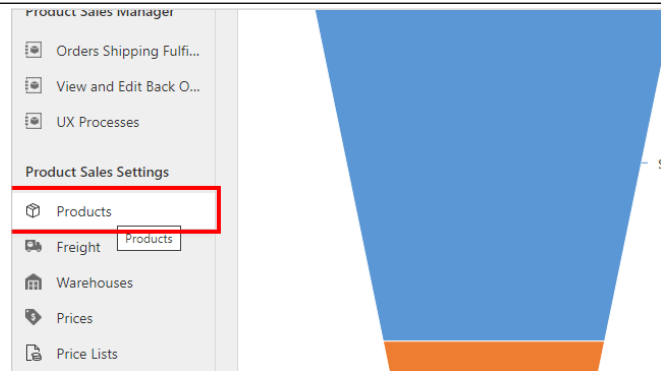 Product Sales Manager
Orders Shipping Fulfi...
View and Edit Back O...
UX Processes
Product Sales Settings
Products
Products
Freight
Warehouses
Prices
Price Lists